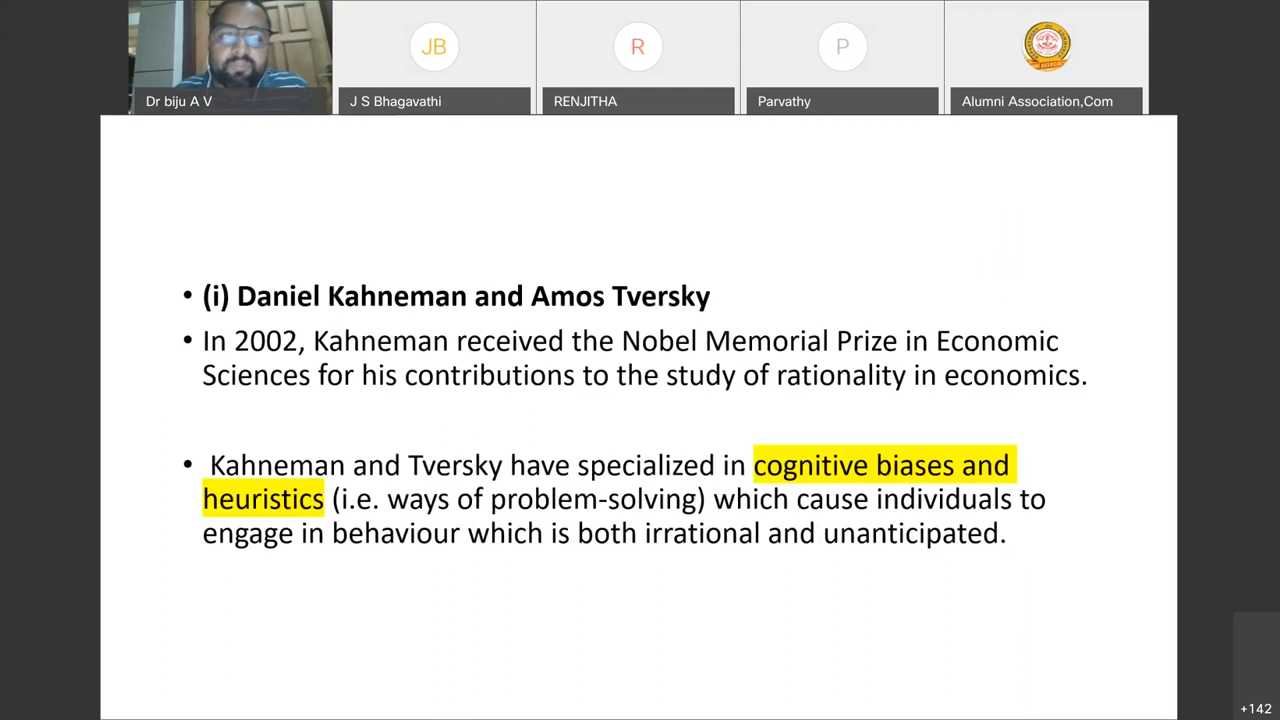 JB
R
P
Dr biju A V
J S Bhagavathi
RENJITHA
Parvathy
Alumni Association,Com
• (i) Daniel Kahneman and Amos Tversky
• In 2002, Kahneman received the Nobel Memorial Prize in Economic
Sciences for his contributions to the study of rationality in economics.
• Kahneman and Tversky have specialized in cognitive biases and
heuristics (i.e. ways of problem-solving) which cause individuals to
engage in behaviour which is both irrational and unanticipated.
+142